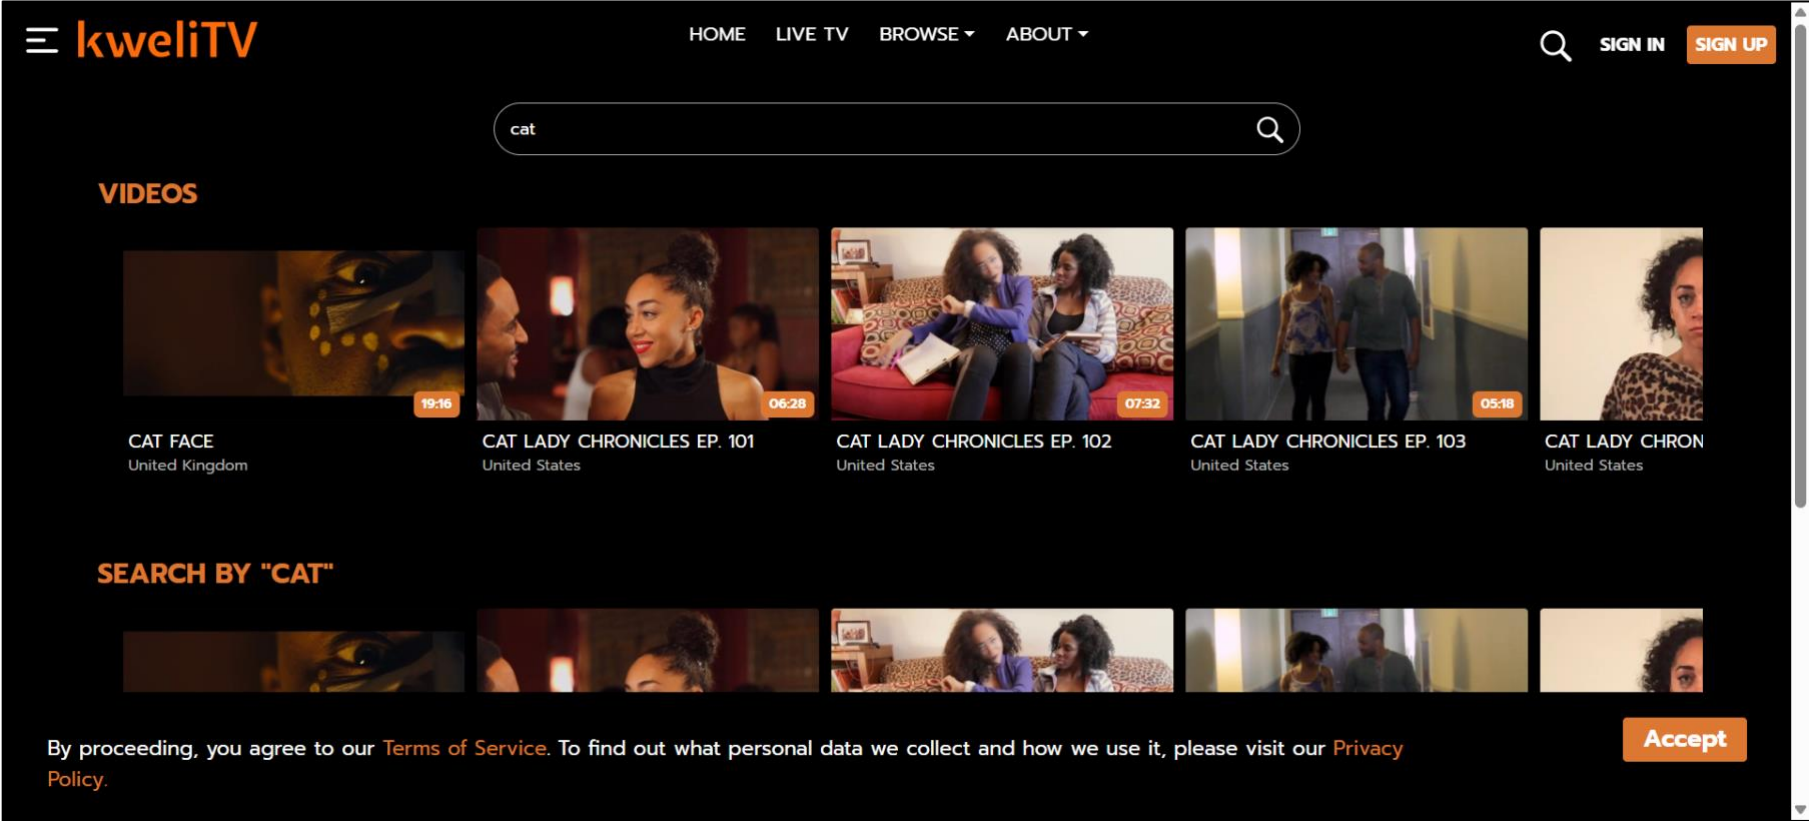 kweliTV
HOME LIVE TV BROWSE ABOUT
SIGN IN SIGN UP
cat
VIDEOS
19:16 06:28 07:32 05:18
CAT FACE CAT LADY CHRONICLES EP. 101 CAT LADY CHRONICLES EP. 102 CAT LADY CHRONICLES EP. 103 CAT LADY CHRON
United Kingdom United States United States United States United States
SEARCH BY "CAT"
By proceeding, you agree to our Terms of Service. To find out what personal data we collect and how we use it, please visit our Privacy
Policy.
Accept